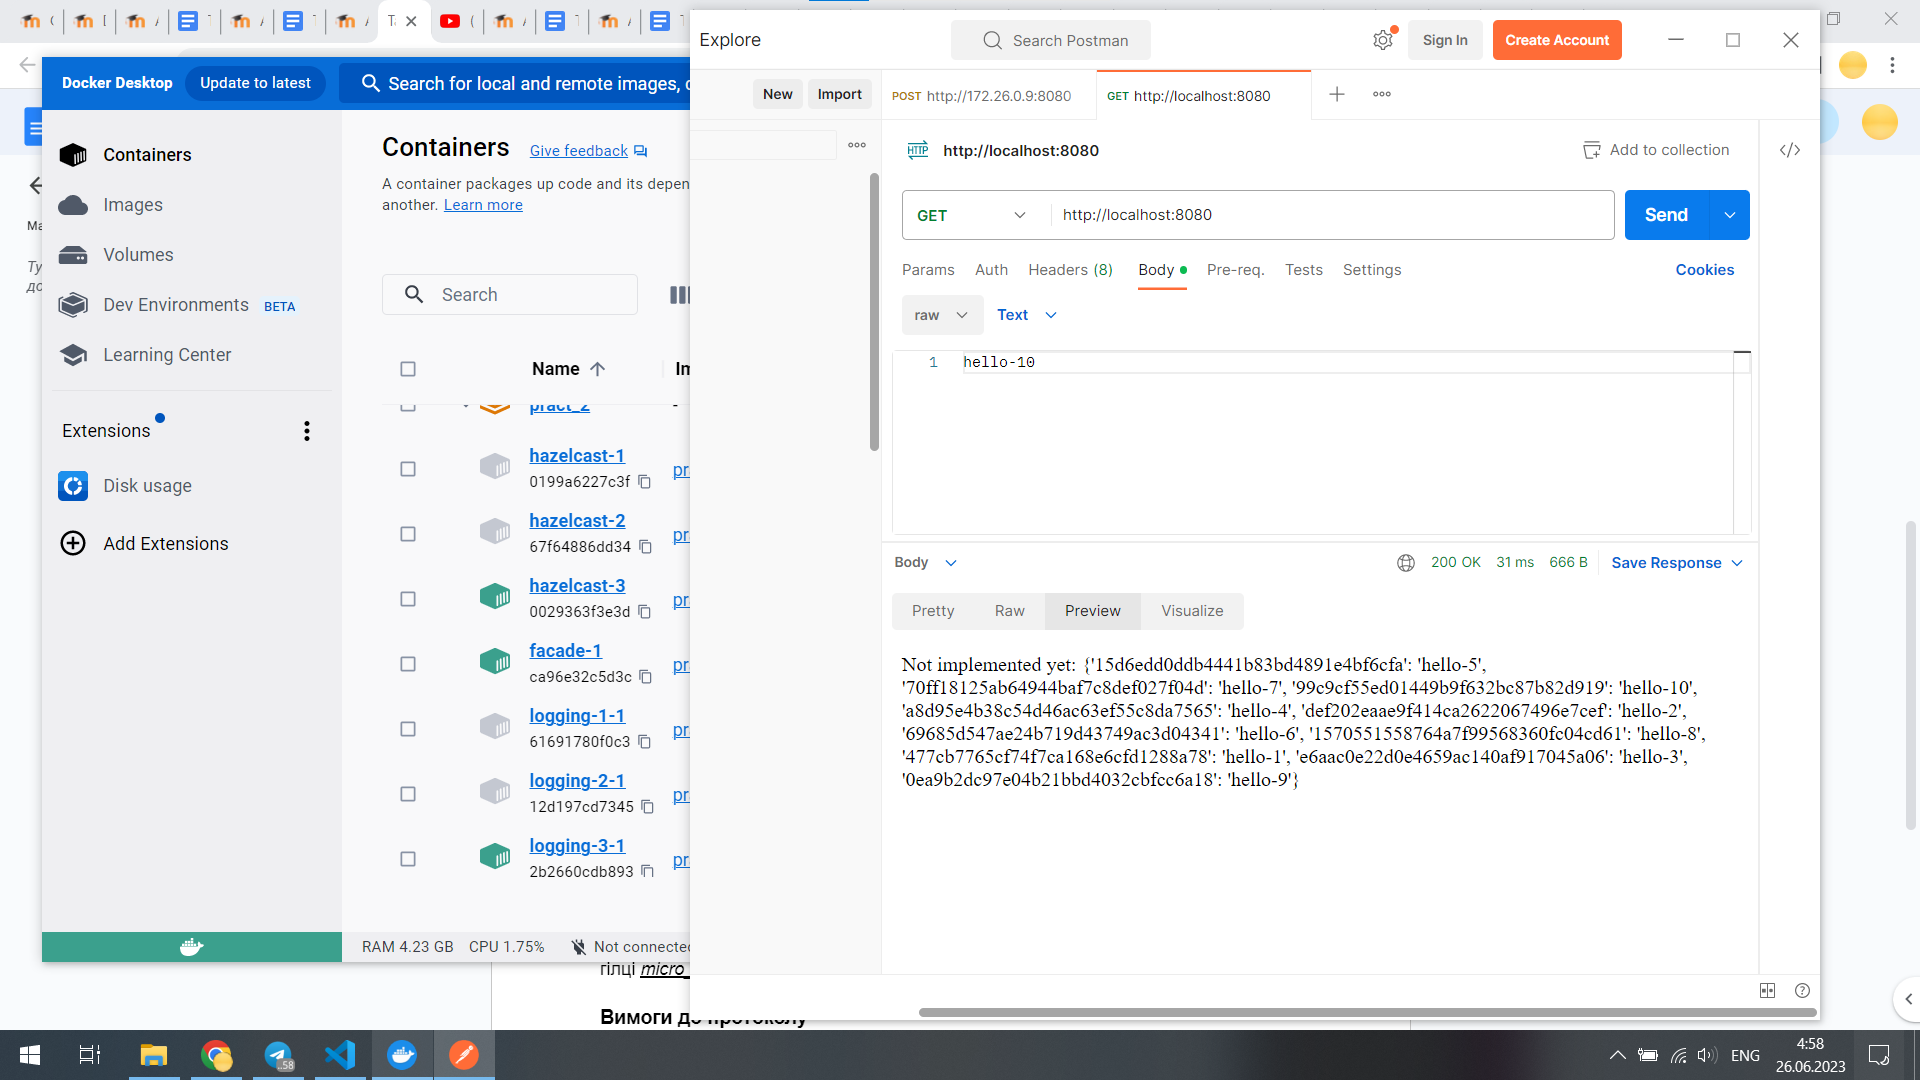 Explore
Search Postman
Sign In
Create Account
Docker Desktop
Update to latest
Search for local and remote images,
New
Import
POST http://172.26.0.9:8080
GET http://localhost:8080
Containers
Images
Volumes
Dev Environments BETA
Learning Center
Extensions
Disk usage
Add Extensions
Containers
Give feedback
A container packages up code and its
another. Learn more
Search
Name
pract_2
hazelcast-1
0199a6227c3f
hazelcast-2
67f64886dd34
hazelcast-3
0029363f3e3d
facade-1
ca96e32c5d3c
logging-1-1
61691780f0c3
logging-2-1
12d197cd7345
logging-3-1
2b2660cdb893
RAM 4.23 GB CPU 1.75% Not connected
HTTP
http://localhost:8080
Add to collection
</>
GET
http://localhost:8080
Send
Params Auth Headers (8) Body Pre-req. Tests Settings Cookies
raw Text
1 hello-10
Body
200 OK 31 ms 666 B Save Response
Pretty Raw Preview Visualize
Not implemented yet: {'15d6edd0ddb4441b83bd4891e4bf6cfa': 'hello-5',
'70ff18125ab64944baf7c8def027f04d': 'hello-7', '99c9cf55ed01449b9f632bc87b82d919': 'hello-10',
'a8d95e4b38c54d46ac63ef55c8da7565': 'hello-4', 'def202eaae9f414ca2622067496e7cef': 'hello-2',
'69685d547ae24b719d43749ac3d04341': 'hello-6', '1570551558764a7f99568360fc04cd61': 'hello-8',
'477cb7765cf74f7ca168e6cfd1288a78': 'hello-1', 'e6aac0e22d0e4659ac140af917045a06': 'hello-3',
'0ea9b2dc97e04b21bbd4032cbfcc6a18': 'hello-9'}
гілці micro_
Вимоги до протоколу
ENG
4:58
26.06.2023